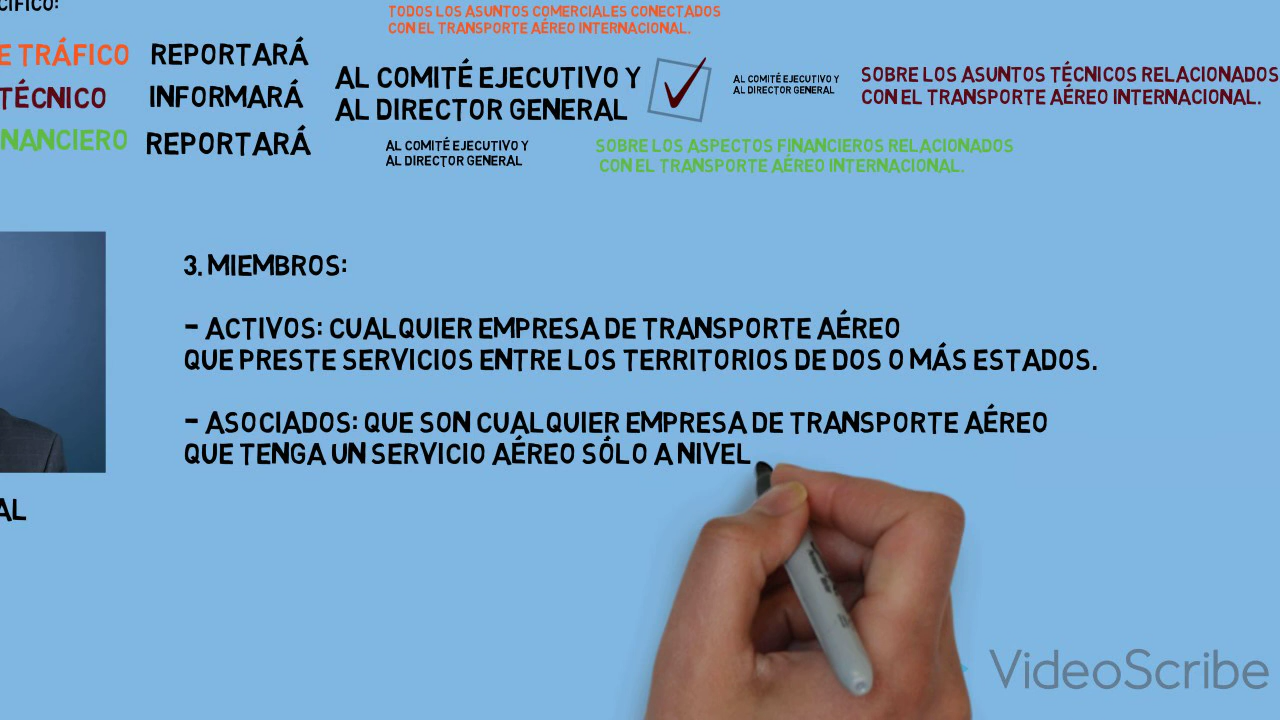 TODOS LOS ASUNTOS COMERCIALES CONECTADOS
CON EL TRANSPORTE AÉREO INTERNACIONAL.
E TRÁFICO REPORTARÁ
TÉCNICO INFORMARÁ
NANCIERO REPORTARÁ
AL COMITÉ EJECUTIVO Y
AL DIRECTOR GENERAL
AL COMITÉ EJECUTIVO Y
AL DIRECTOR GENERAL
SOBRE LOS ASUNTOS TÉCNICOS RELACIONADOS
CON EL TRANSPORTE AÉREO INTERNACIONAL.
AL COMITÉ EJECUTIVO Y
AL DIRECTOR GENERAL
SOBRE LOS ASPECTOS FINANCIEROS RELACIONADOS
CON EL TRANSPORTE AÉREO INTERNACIONAL.
3. MIEMBROS:
- ACTIVOS: CUALQUIER EMPRESA DE TRANSPORTE AÉREO
QUE PRESTE SERVICIOS ENTRE LOS TERRITORIOS DE DOS O MÁS ESTADOS.
- ASOCIADOS: QUE SON CUALQUIER EMPRESA DE TRANSPORTE AÉREO
QUE TENGA UN SERVICIO AÉREO SÓLO A NIVEL
AL
VideoScribe